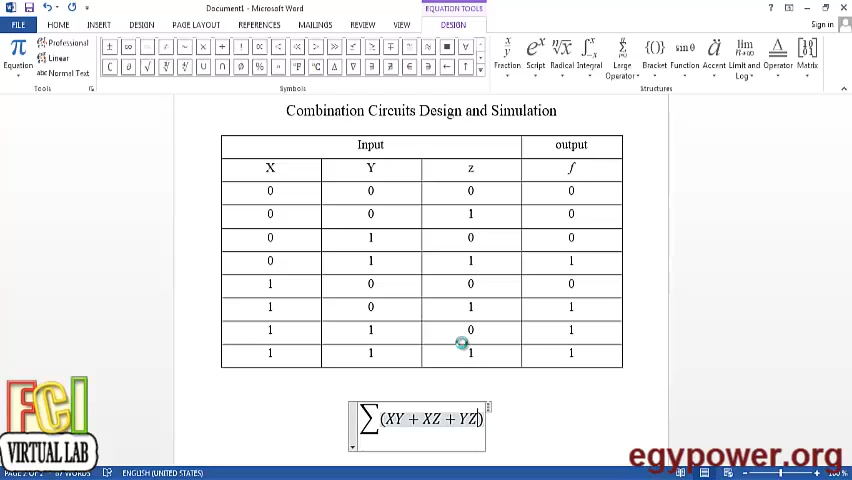 Document1 - Microsoft Word
EQUATION TOOLS
FILE HOME INSERT DESIGN PAGE LAYOUT REFERENCES MAILINGS REVIEW VIEW DESIGN
Sign in
Professional
Linear
Normal Text
Equation
Tools
Symbols
Fraction Script Radical Integral Large Operator Bracket Function Accent Limit and Log Operator Matrix
Structures
Combination Circuits Design and Simulation
Input output
X Y z f
0 0 0 0
0 0 1 0
0 1 0 0
0 1 1 1
1 0 0 0
1 0 1 1
1 1 0 1
1 1 1 1
∑(XY + XZ + YZ)
FCI
VIRTUAL LAB
ENGLISH (UNITED STATES)
egypower.org